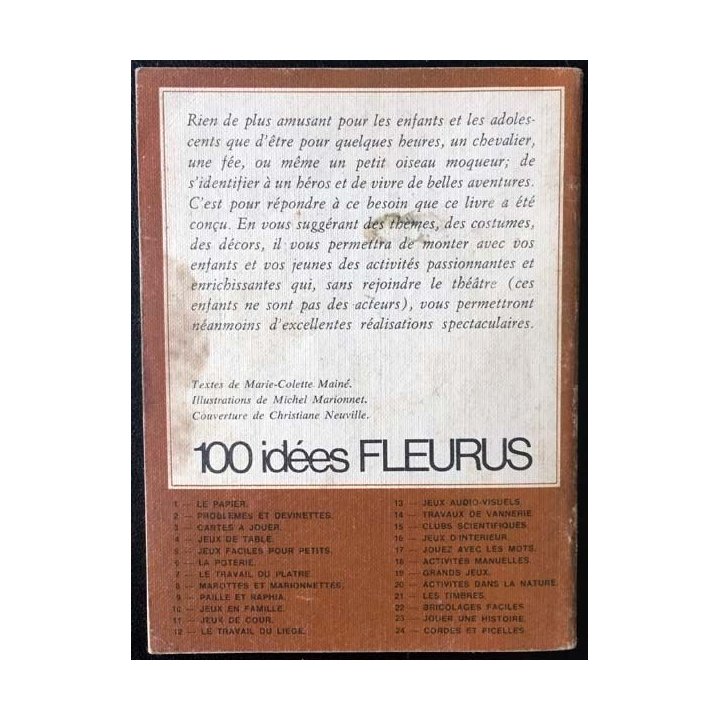 Rien de plus amusant pour les enfants et les adoles-
cents que d'être pour quelques heures, un chevalier,
une fée, ou même un petit oiseau moqueur; de
s'identifier à un héros et de vivre de belles aventures.
C'est pour répondre à ce besoin que ce livre a été
conçu. En vous suggérant des thèmes, des costumes,
des décors, il vous permettra de monter avec vos
enfants et vos jeunes des activités passionnantes et
enrichissantes qui, sans rejoindre le théâtre (ces
enfants ne sont pas des acteurs), vous permettront
néanmoins d'excellentes réalisations spectaculaires.
Textes de Marie-Colette Mainé.
Illustrations de Michel Marionnet.
Couverture de Christiane Neuville.
100 idées FLEURUS
1 — LE PAPIER.
2 — PROBLEMES ET DEVINETTES.
3 — CARTES A JOUER.
4 — JEUX DE TABLE.
5 — JEUX FACILES POUR PETITS.
6 — LA POTERIE.
7 — LE TRAVAIL DU PLATRE
8 — MAROTTES ET MARIONNETTES.
9 — PAILLE ET RAPHIA.
10 — JEUX EN FAMILLE.
11 — JEUX DE COUR.
12 — LE TRAVAIL DU LIEGE.
13 — JEUX AUDIO-VISUELS.
14 — TRAVAUX DE VANNERIE
15 — CLUBS SCIENTIFIQUES
16 — JEUX D'INTERIEUR.
17 — JOUEZ AVEC LES MOTS.
18 — ACTIVITES MANUELLES.
19 — GRANDS JEUX.
20 — ACTIVITES DANS LA NATURE.
21 — LES TIMBRES.
22 — BRICOLAGES FACILES
23 — JOUER UNE HISTOIRE.
24 — CORDES ET FICELLES